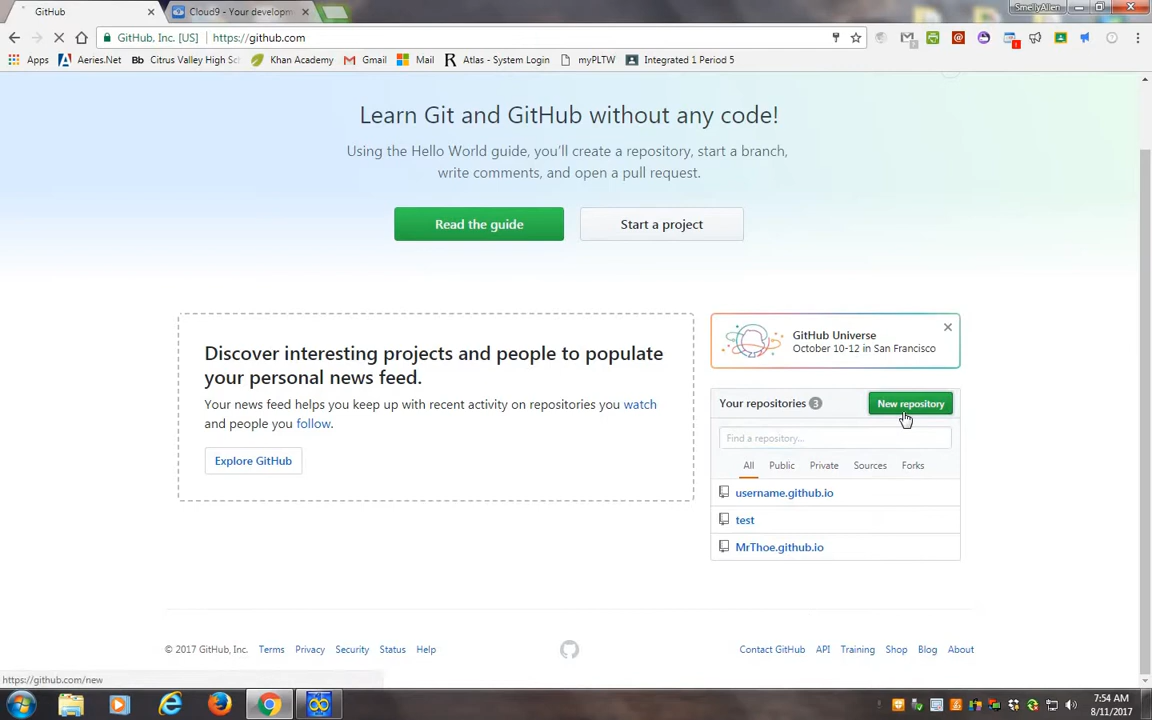 GitHub
Cloud9 - Your developm
SmellyAllen
GitHub, Inc. [US]
https://github.com
Apps
Aeries.Net
Bb Citrus Valley High Sc
Khan Academy
Gmail
Mail
Atlas - System Login
myPLTW
Integrated 1 Period 5
Learn Git and GitHub without any code!
Using the Hello World guide, you'll create a repository, start a branch,
write comments, and open a pull request.
Read the guide
Start a project
Discover interesting projects and people to populate
your personal news feed.
Your news feed helps you keep up with recent activity on repositories you watch
and people you follow.
Explore GitHub
GitHub Universe
October 10-12 in San Francisco
Your repositories 3
New repository
Find a repository...
All Public Private Sources Forks
username.github.io
test
MrThoe.github.io
© 2017 GitHub, Inc. Terms Privacy Security Status Help
Contact GitHub API Training Shop Blog About
https://github.com/new
7:54 AM
8/11/2017